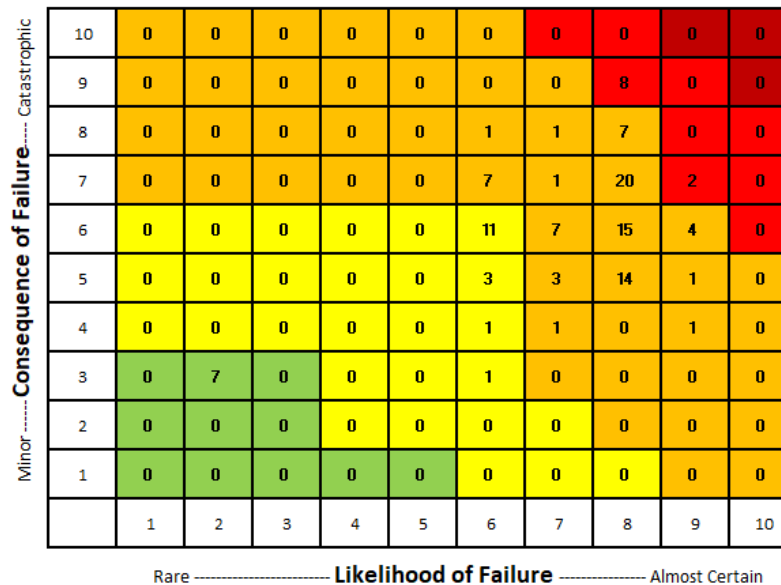 Minor ------ Consequence of Failure----- Catastrophic
10 0 0 0 0 0 0 0 0 0 0
9 0 0 0 0 0 0 0 8 0 0
8 0 0 0 0 0 1 1 7 0 0
7 0 0 0 0 0 7 1 20 2 0
6 0 0 0 0 0 11 7 15 4 0
5 0 0 0 0 0 3 3 14 1 0
4 0 0 0 0 0 1 1 0 1 0
3 0 7 0 0 0 1 0 0 0 0
2 0 0 0 0 0 0 0 0 0 0
1 0 0 0 0 0 0 0 0 0 0
1 2 3 4 5 6 7 8 9 10
Rare ------------------------- Likelihood of Failure ---------------- Almost Certain